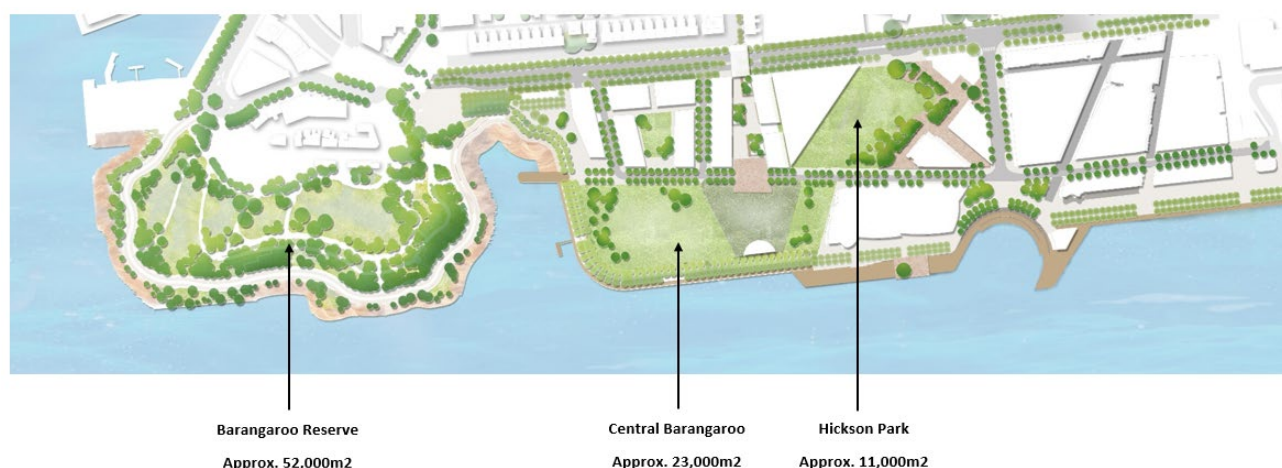 Barangaroo Reserve
Approx. 52.000m2
Central Barangaroo
Approx. 23,000m2
Hickson Park
Approx. 11,000m2